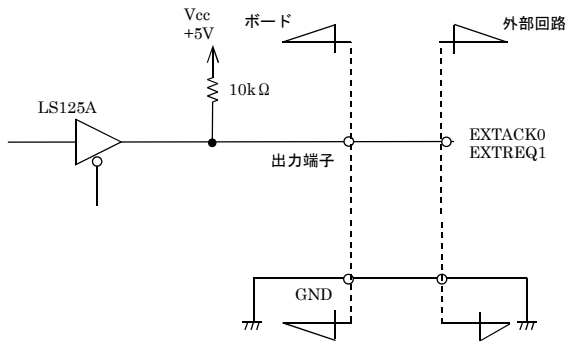 Vcc
+5V
ボード
外部回路
10kΩ
LS125A
出力端子
EXTACK0
EXTREQ1
GND